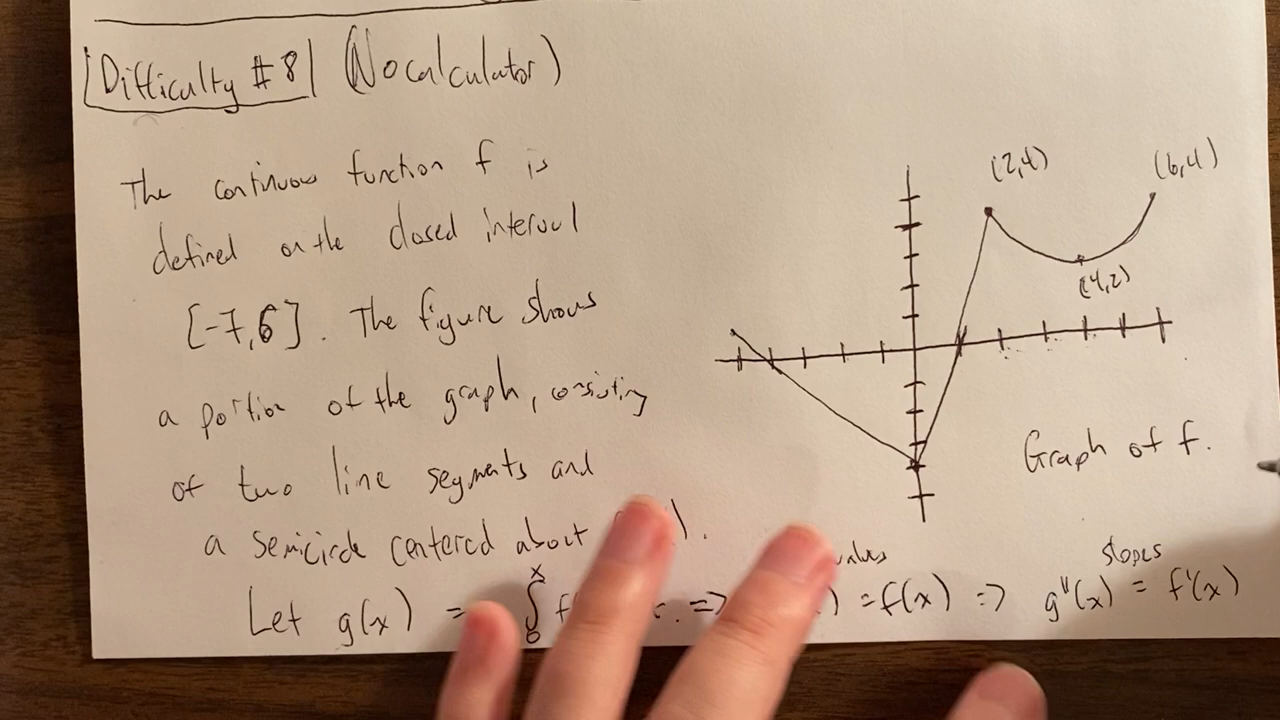 Difficulty #8 (No calculator)
The continuous function f is
defined on the closed interval
[-7,6]. The figure shows
a portion of the graph, consisting
of two line segments and
a semicircle centered about ).
(2,4)
(6,4)
(4,2)
Graph of f.
slopes
Let g(x) = ∫₀ˣ f => ) = f(x) => g"(x) = f'(x)